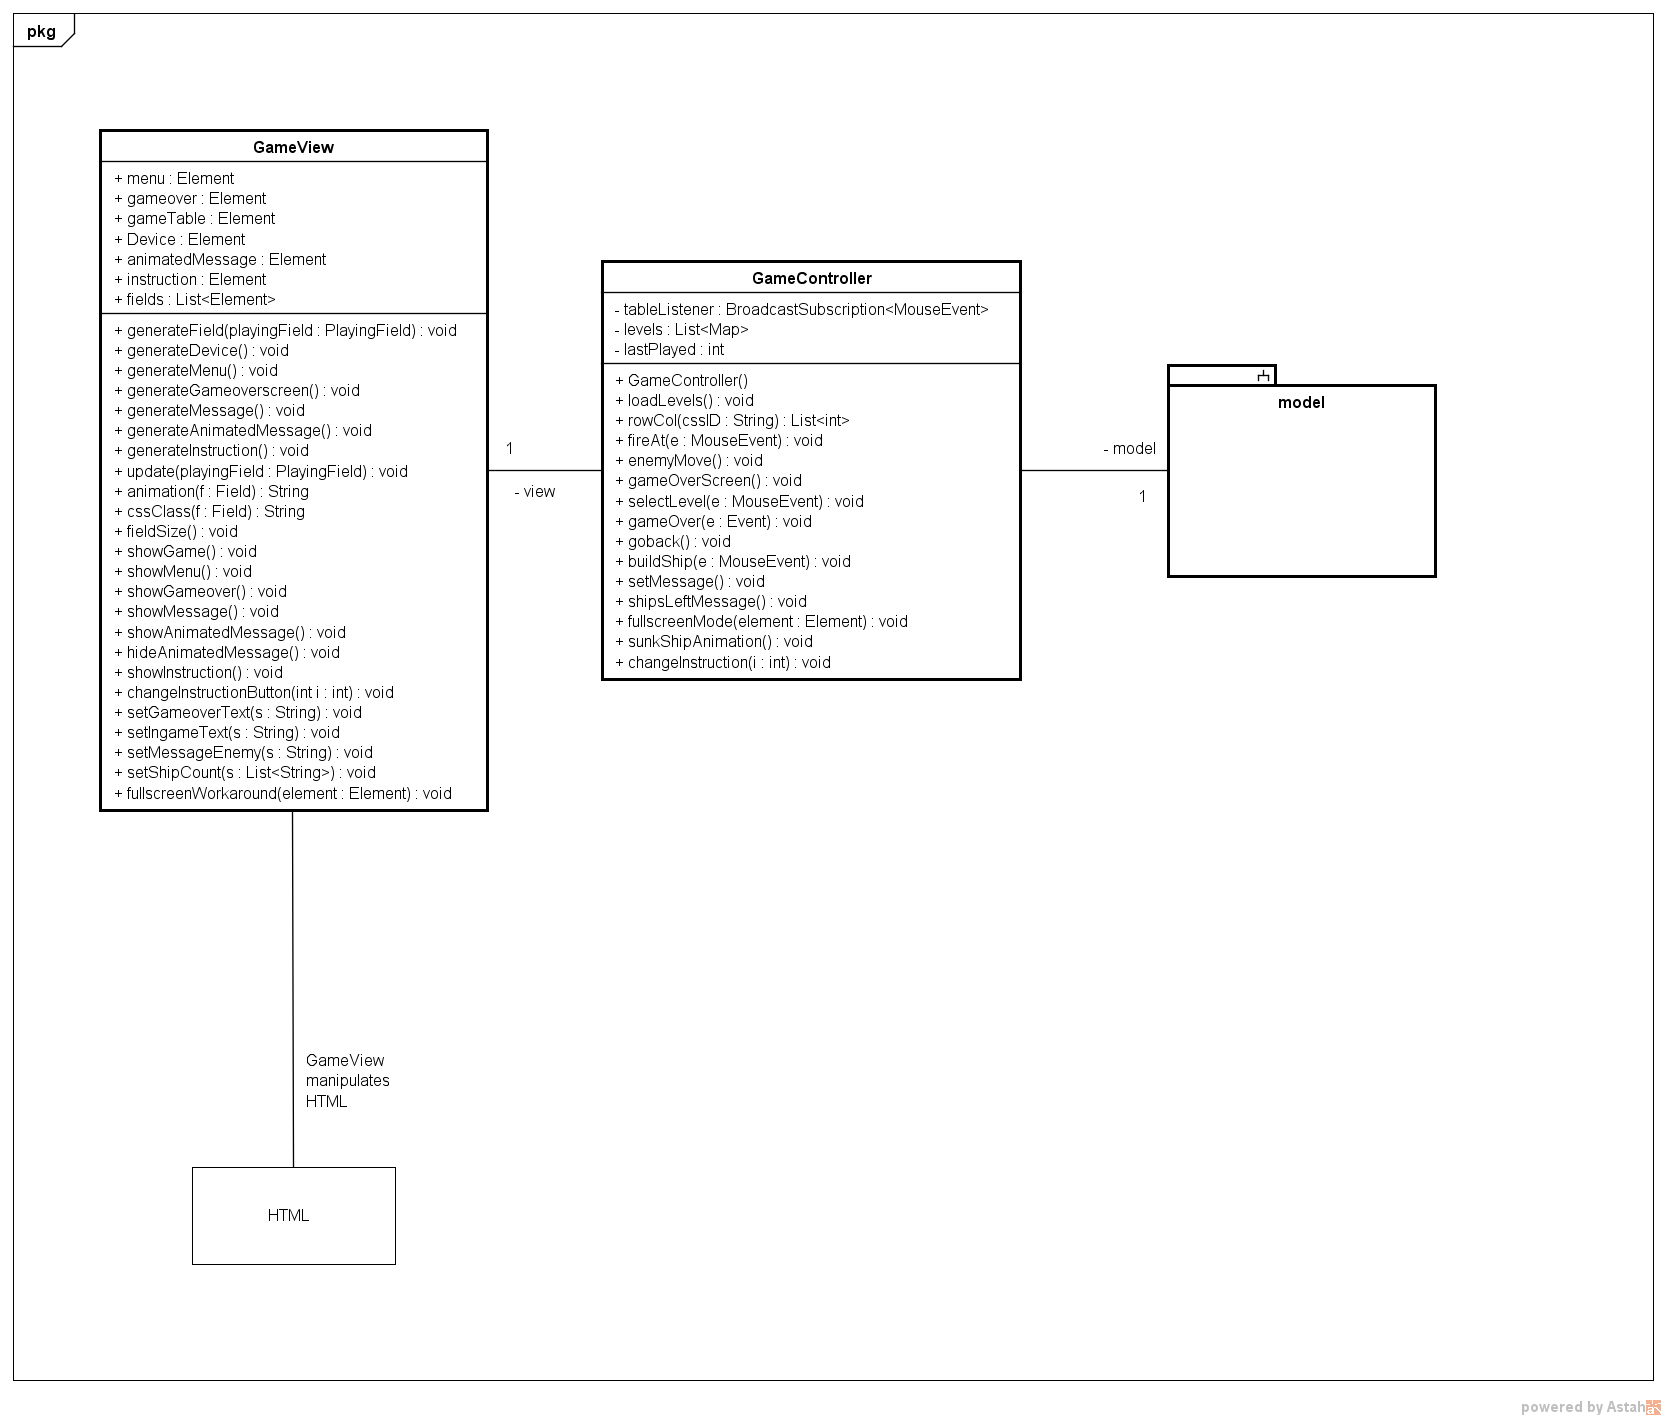 pkg
GameView
+ menu : Element
+ gameover : Element
+ gameTable : Element
+ Device : Element
+ animatedMessage : Element
+ instruction : Element
+ fields : List<Element>
+ generateField(playingField : PlayingField) : void
+ generateDevice() : void
+ generateMenu() : void
+ generateGameoverscreen() : void
+ generateMessage() : void
+ generateAnimatedMessage() : void
+ generateInstruction() : void
+ update(playingField : PlayingField) : void
+ animation(f : Field) : String
+ cssClass(f : Field) : String
+ fieldSize() : void
+ showGame() : void
+ showMenu() : void
+ showGameover() : void
+ showMessage() : void
+ showAnimatedMessage() : void
+ hideAnimatedMessage() : void
+ showInstruction() : void
+ changeInstructionButton(int i : int) : void
+ setGameoverText(s : String) : void
+ setIngameText(s : String) : void
+ setMessageEnemy(s : String) : void
+ setShipCount(s : List<String>) : void
+ fullscreenWorkaround(element : Element) : void
1
- view
GameController
- tableListener : BroadcastSubscription<MouseEvent>
- levels : List<Map>
- lastPlayed : int
+ GameController()
+ loadLevels() : void
+ rowCol(cssID : String) : List<int>
+ fireAt(e : MouseEvent) : void
+ enemyMove() : void
+ gameOverScreen() : void
+ selectLevel(e : MouseEvent) : void
+ gameOver(e : Event) : void
+ goback() : void
+ buildShip(e : MouseEvent) : void
+ setMessage() : void
+ shipsLeftMessage() : void
+ fullscreenMode(element : Element) : void
+ sunkShipAnimation() : void
+ changeInstruction(i : int) : void
- model
1
model
GameView
manipulates
HTML
HTML
powered by Astah